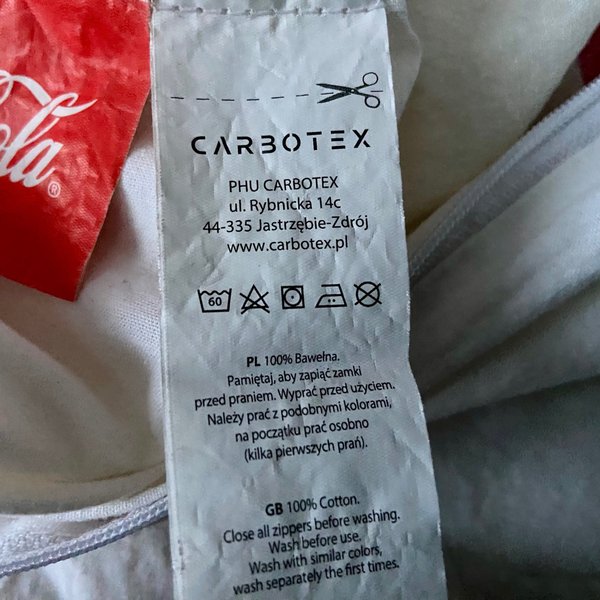 Cola®
CARBOTEX
PHU CARBOTEX
ul. Rybnicka 14c
44-335 Jastrzębie-Zdrój
www.carbotex.pl
60
PL 100% Bawełna.
Pamiętaj, aby zapiąć zamki
przed praniem. Wyprać przed użyciem.
Należy prać z podobnymi kolorami,
na początku prać osobno
(kilka pierwszych prań).
GB 100% Cotton.
Close all zippers before washing.
Wash before use.
Wash with similar colors,
wash separately the first times.